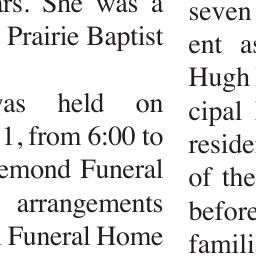 ars. She was a
Prairie Baptist
was held on
1, from 6:00 to
emond Funeral
arrangements
Funeral Home
seven
ent as
Hugh
cipal
reside
of the
before
famili